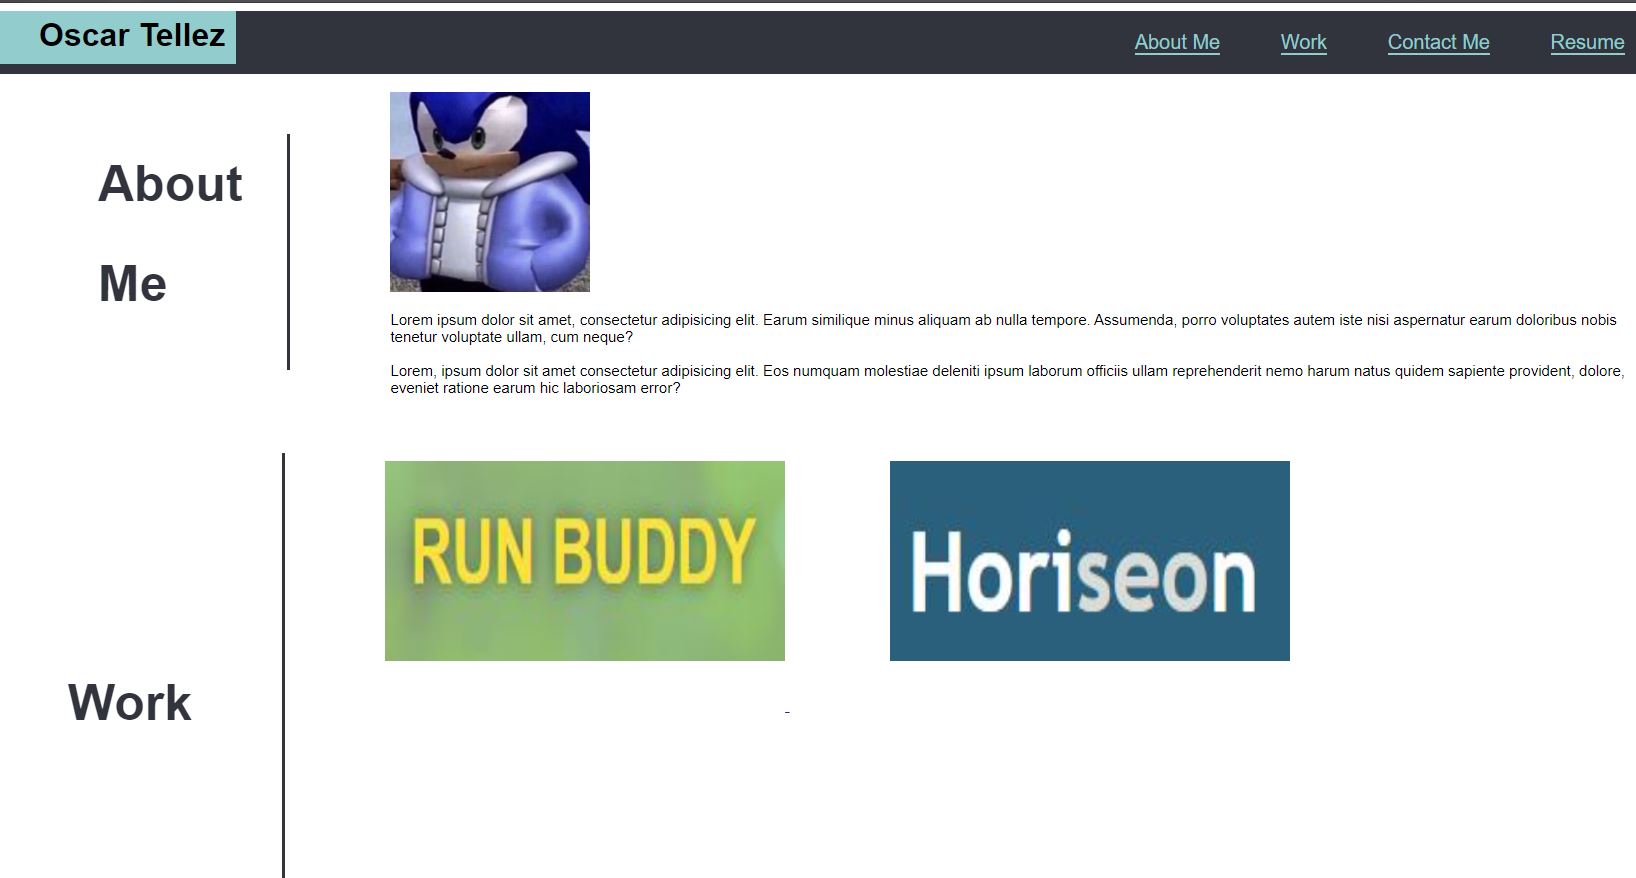 Oscar Tellez
About Me Work Contact Me Resume
About
Me
Lorem ipsum dolor sit amet, consectetur adipisicing elit. Earum similique minus aliquam ab nulla tempore. Assumenda, porro voluptates autem iste nisi aspernatur earum doloribus nobis
tenetur voluptate ullam, cum neque?
Lorem, ipsum dolor sit amet consectetur adipisicing elit. Eos numquam molestiae deleniti ipsum laborum officiis ullam reprehenderit nemo harum natus quidem sapiente provident, dolore,
eveniet ratione earum hic laboriosam error?
RUN BUDDY
Horiseon
Work